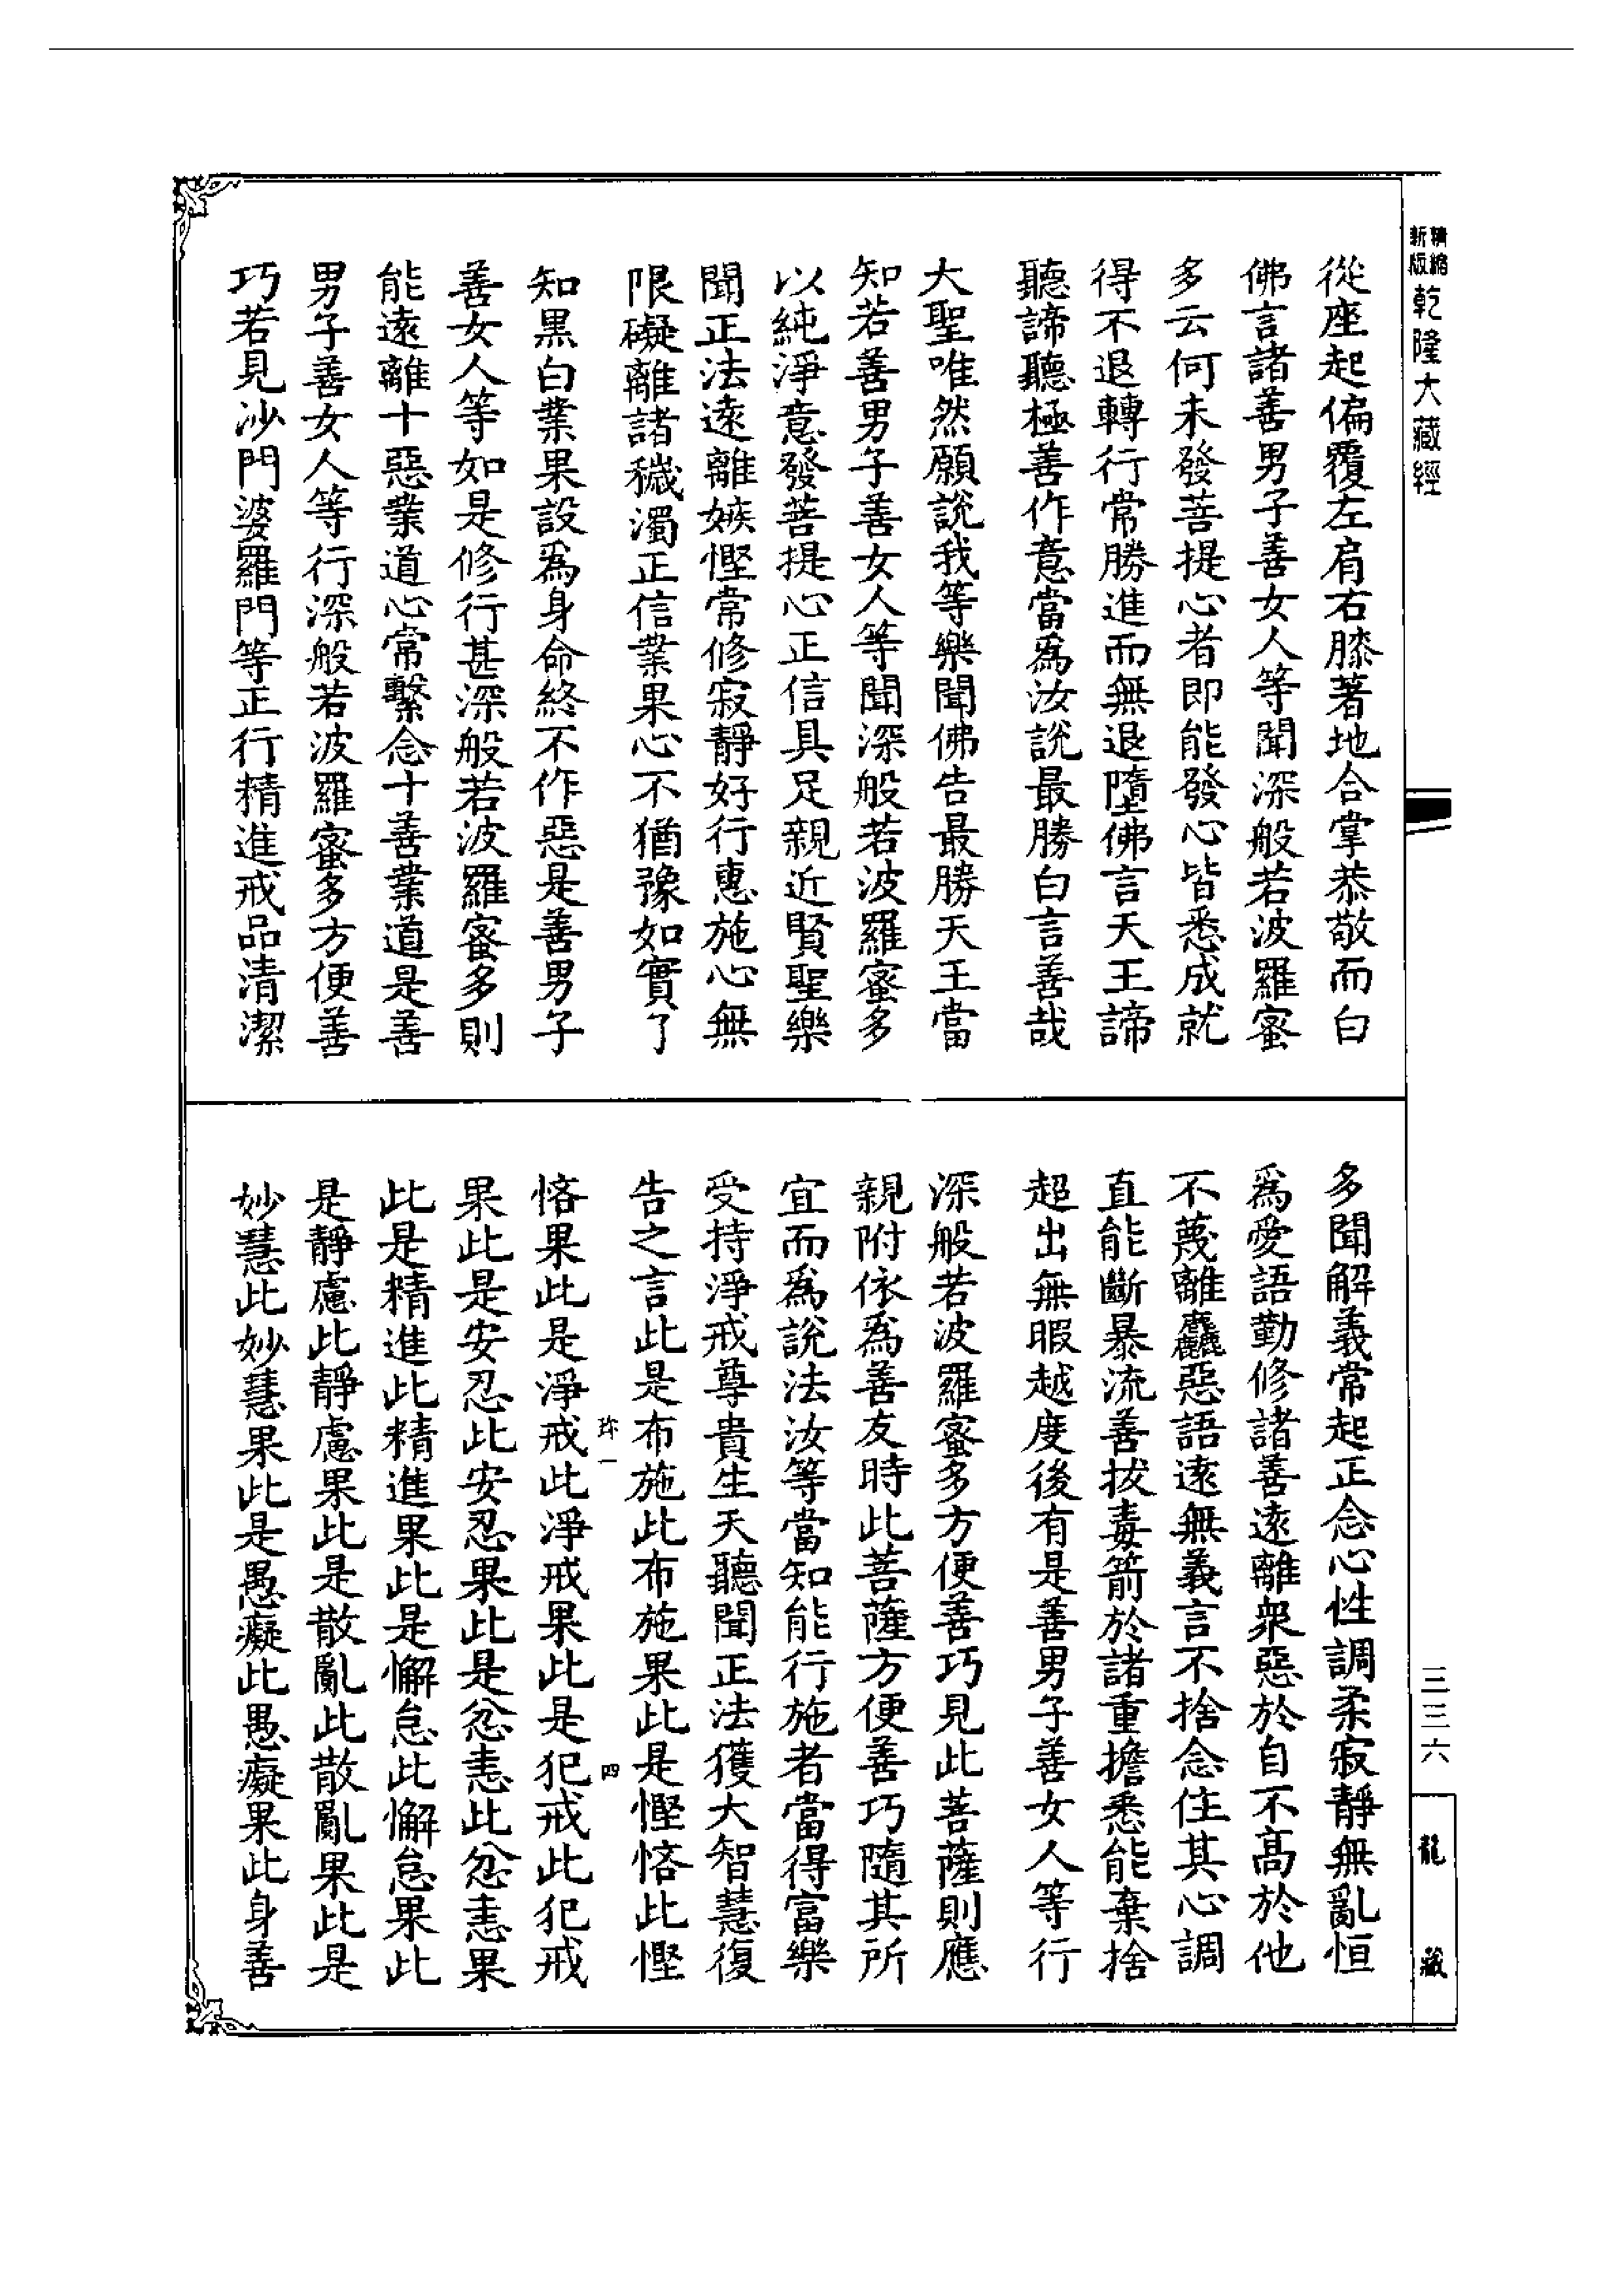 精縮新版乾隆大藏經
從座起偏覆左肩右膝著地合掌恭敬而白
佛言諸善男子善女人等聞深般若波羅蜜
多云何未發菩提心者即能發心皆悉成就
得不退轉行常勝進而無退墮佛言天王諦
聽諦聽極善作意當爲汝說最勝白言善哉
大聖唯然願說我等樂聞佛告最勝天王當
知若善男子善女人等聞深般若波羅蜜多
以純淨意發菩提心正信具足親近賢聖樂
聞正法遠離嫉慳常修寂靜好行惠施心無
限礙離諸穢濁正信業果心不猶豫如實了
知黑白業果設爲身命終不作惡是善男子
善女人等如是修行甚深般若波羅蜜多則
能遠離十惡業道心常繫念十善業道是善
男子善女人等行深般若波羅蜜多方便善
巧若見沙門婆羅門等正行精進戒品清潔
多聞解義常起正念心性調柔寂靜無亂恒
爲愛語勤修諸善遠離衆惡於自不高於他
不蔑離麤惡語遠無義言不捨念住其心調
直能斷暴流善拔毒箭於諸重擔悉能棄捨
超出無暇越度後有是善男子善女人等行
深般若波羅蜜多方便善巧見此菩薩則應
親附依爲善友時此菩薩方便善巧隨其所
宜而爲說法汝等當知能行施者當得富樂
受持淨戒尊貴生天聽聞正法獲大智慧復
告之言此是布施此布施果此是慳悋此慳
珎一 四
悋果此是淨戒此淨戒果此是犯戒此犯戒
果此是安忍此安忍果此是忿恚此忿恚果
此是精進此精進果此是懈怠此懈怠果此
是靜慮此靜慮果此是散亂此散亂果此是
妙慧此妙慧果此是愚癡此愚癡果此身善
三三六
龍藏